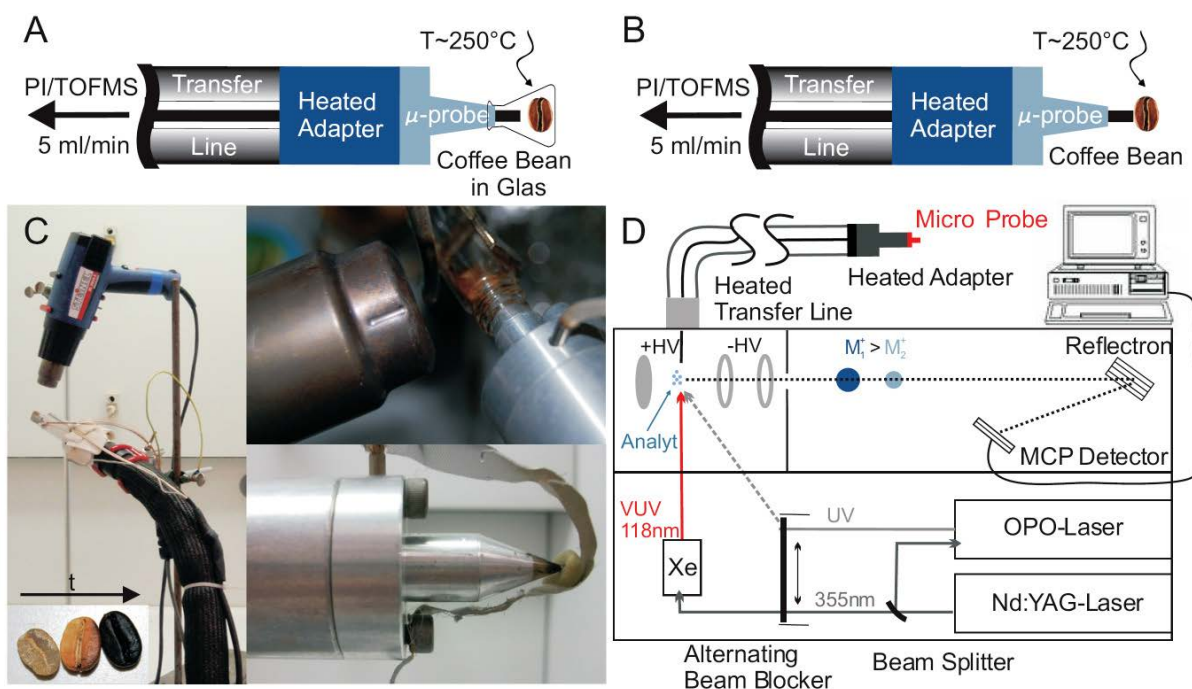 A
T~250°C
PI/TOFMS
Transfer
Line
5 ml/min
Heated
Adapter
μ-probe
Coffee Bean
in Glas
B
T~250°C
PI/TOFMS
Transfer
Line
5 ml/min
Heated
Adapter
μ-probe
Coffee Bean
C
t
D
Micro Probe
Heated Adapter
Heated
Transfer Line
+HV
-HV
M₁⁺ > M₂⁺
Reflectron
Analyt
MCP Detector
VUV
118nm
UV
OPO-Laser
Xe
355nm
Nd:YAG-Laser
Alternating
Beam Blocker
Beam Splitter